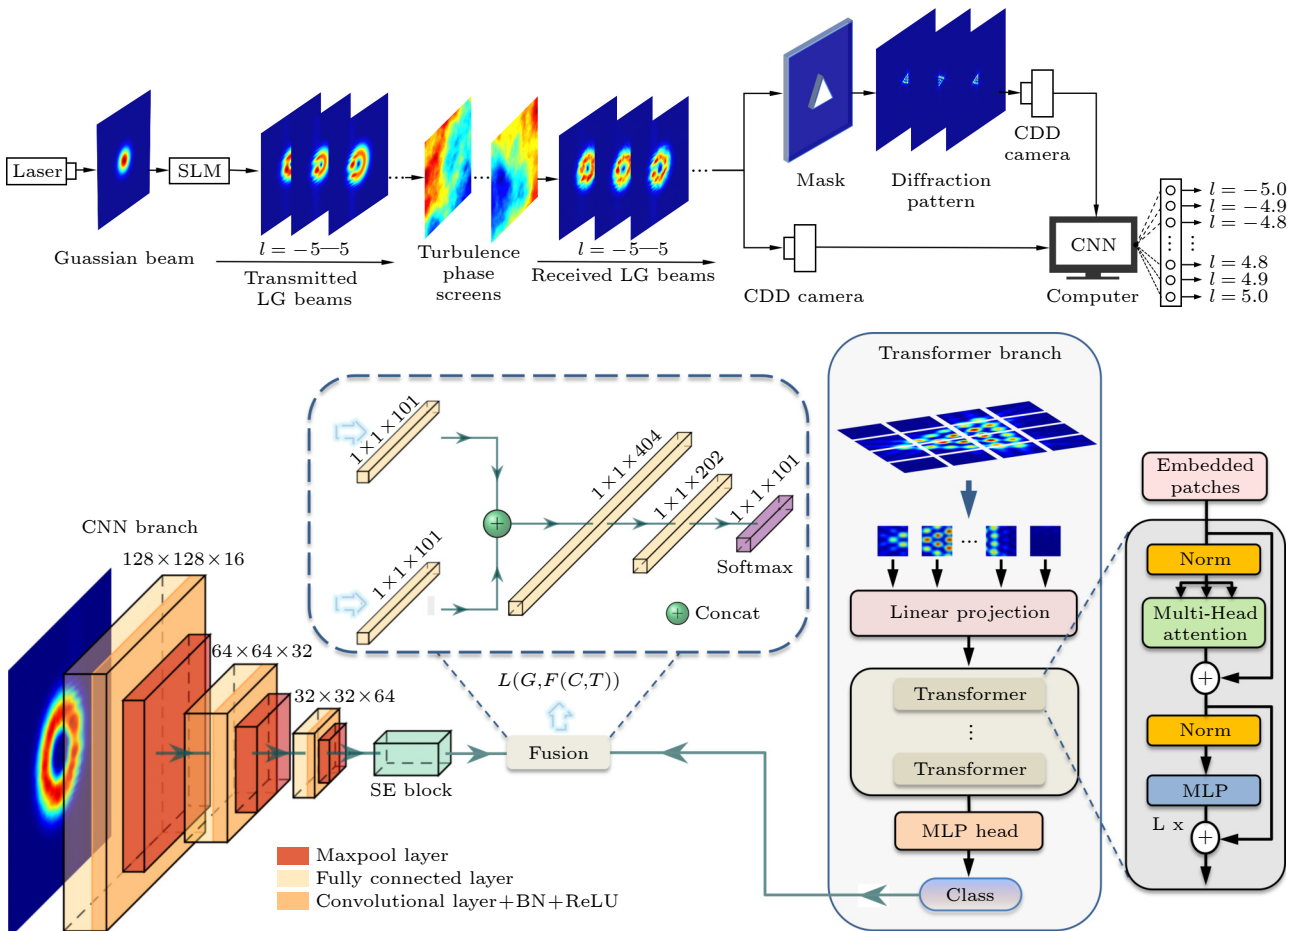 Laser
Guassian beam
SLM
l = −5—5
Transmitted
LG beams
Turbulence
phase
screens
l = −5—5
Received LG beams
Mask
Diffraction
pattern
CDD
camera
CDD camera
CNN
Computer
l = −5.0
l = −4.9
l = −4.8
l = 4.8
l = 4.9
l = 5.0
CNN branch
128×128×16
64×64×32
32×32×64
SE block
Maxpool layer
Fully connected layer
Convolutional layer+BN+ReLU
1×1×101
1×1×101
+
1×1×404
1×1×202
1×1×101
Softmax
+ Concat
L(G,F(C,T))
Fusion
Transformer branch
...
Linear projection
Transformer
⋮
Transformer
MLP head
Class
Embedded
patches
Norm
Multi-Head
attention
+
Norm
MLP
L x
+